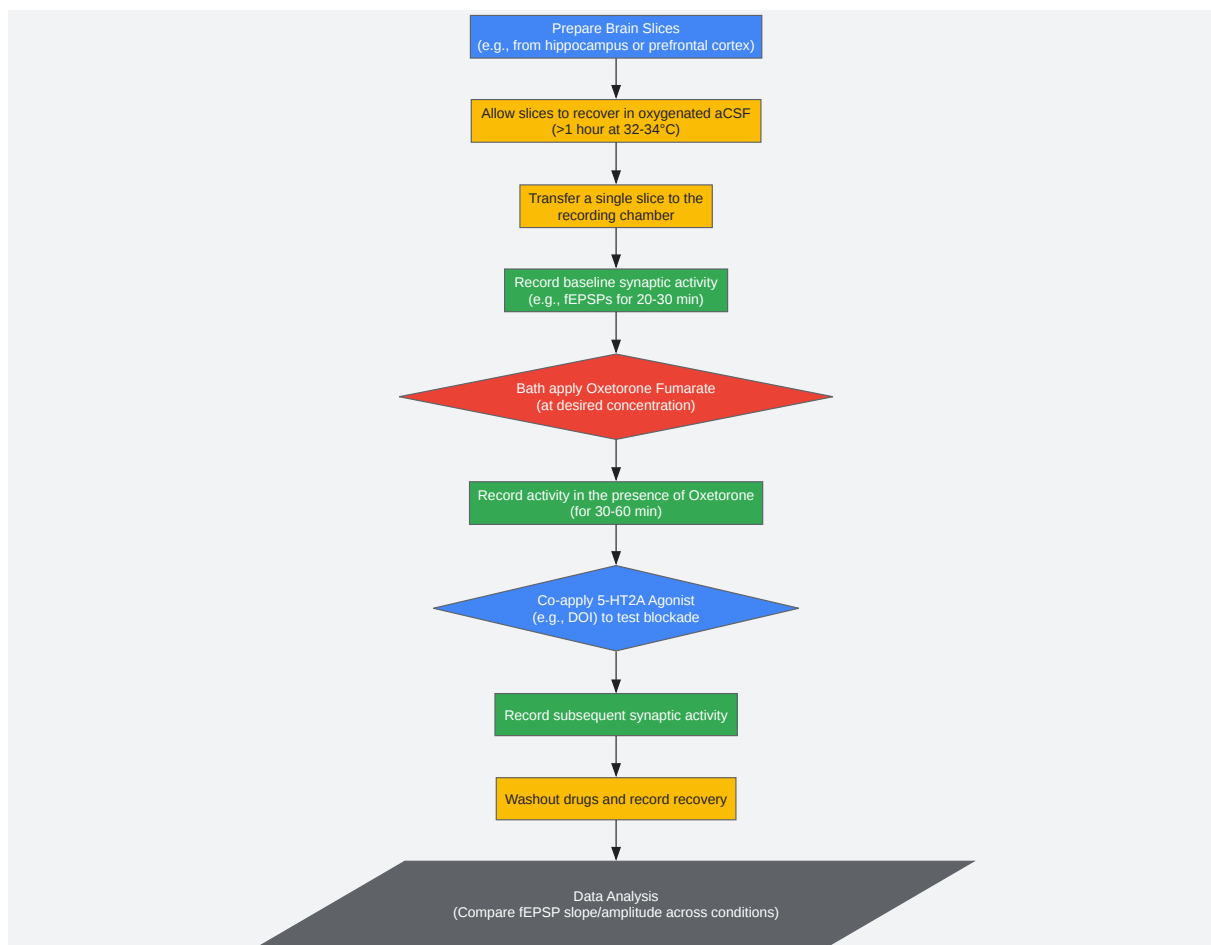 Prepare Brain Slices
(e.g., from hippocampus or prefrontal cortex)
Allow slices to recover in oxygenated aCSF
(>1 hour at 32-34°C)
Transfer a single slice to the
recording chamber
Record baseline synaptic activity
(e.g., fEPSPs for 20-30 min)
Bath apply Oxetorone Fumarate
(at desired concentration)
Record activity in the presence of Oxetorone
(for 30-60 min)
Co-apply 5-HT2A Agonist
(e.g., DOI) to test blockade
Record subsequent synaptic activity
Washout drugs and record recovery
Data Analysis
(Compare fEPSP slope/amplitude across conditions)